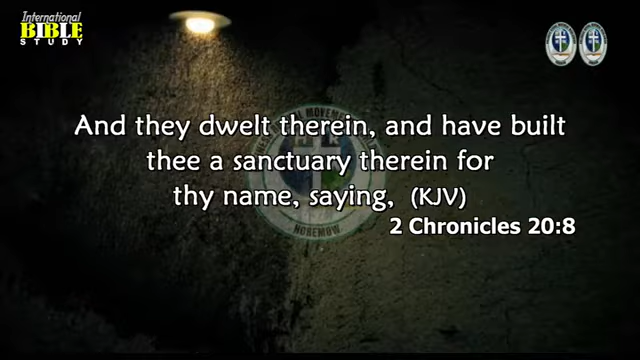 International
BIBLE
STUDY
And they dwelt therein, and have built
thee a sanctuary therein for
thy name, saying, (KJV)
2 Chronicles 20:8
HOREMOW